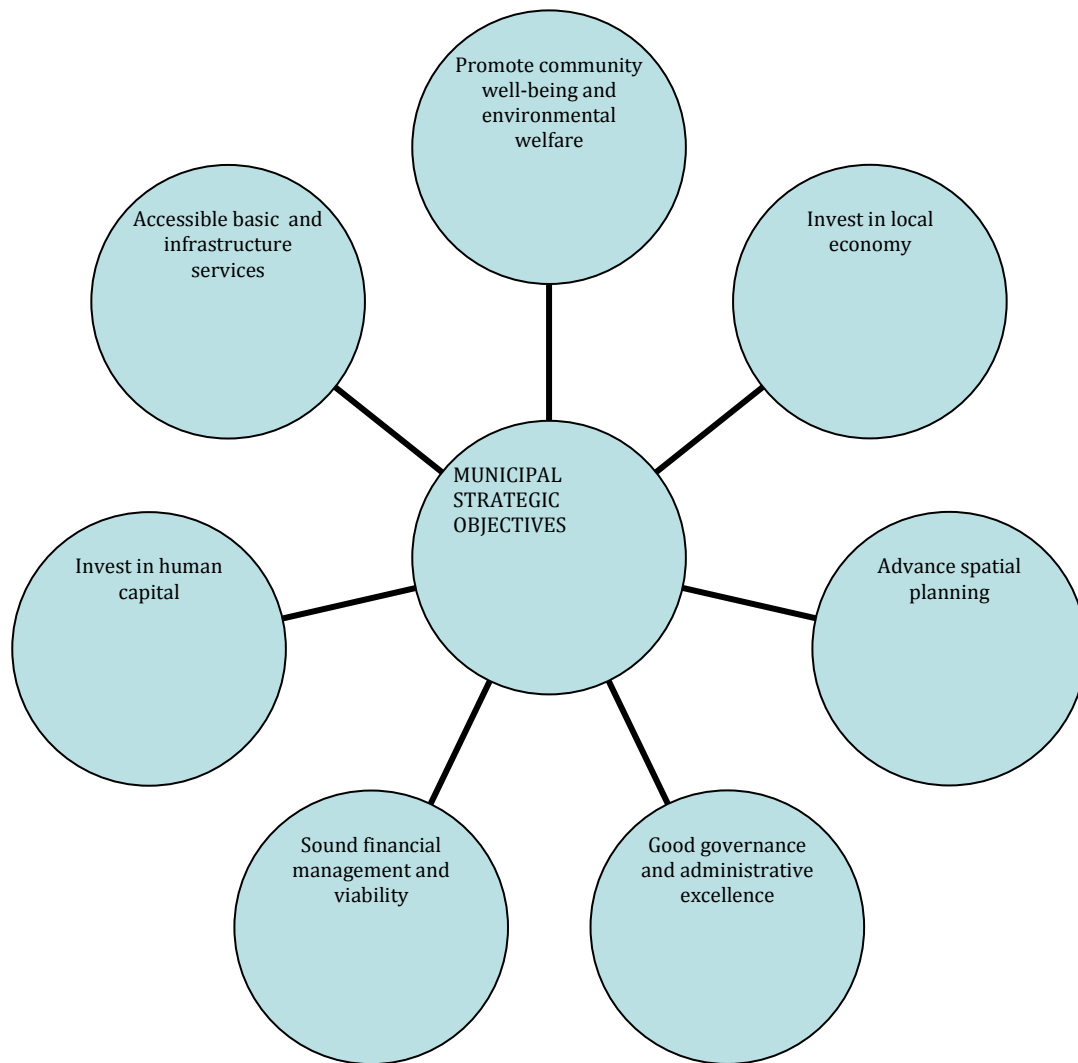 Promote community
well-being and
environmental
welfare
Accessible basic  and
infrastructure
services
Invest in local
economy
MUNICIPAL
STRATEGIC
OBJECTIVES
Invest in human
capital
Advance spatial
planning
Sound financial
management and
viability
Good governance
and administrative
excellence